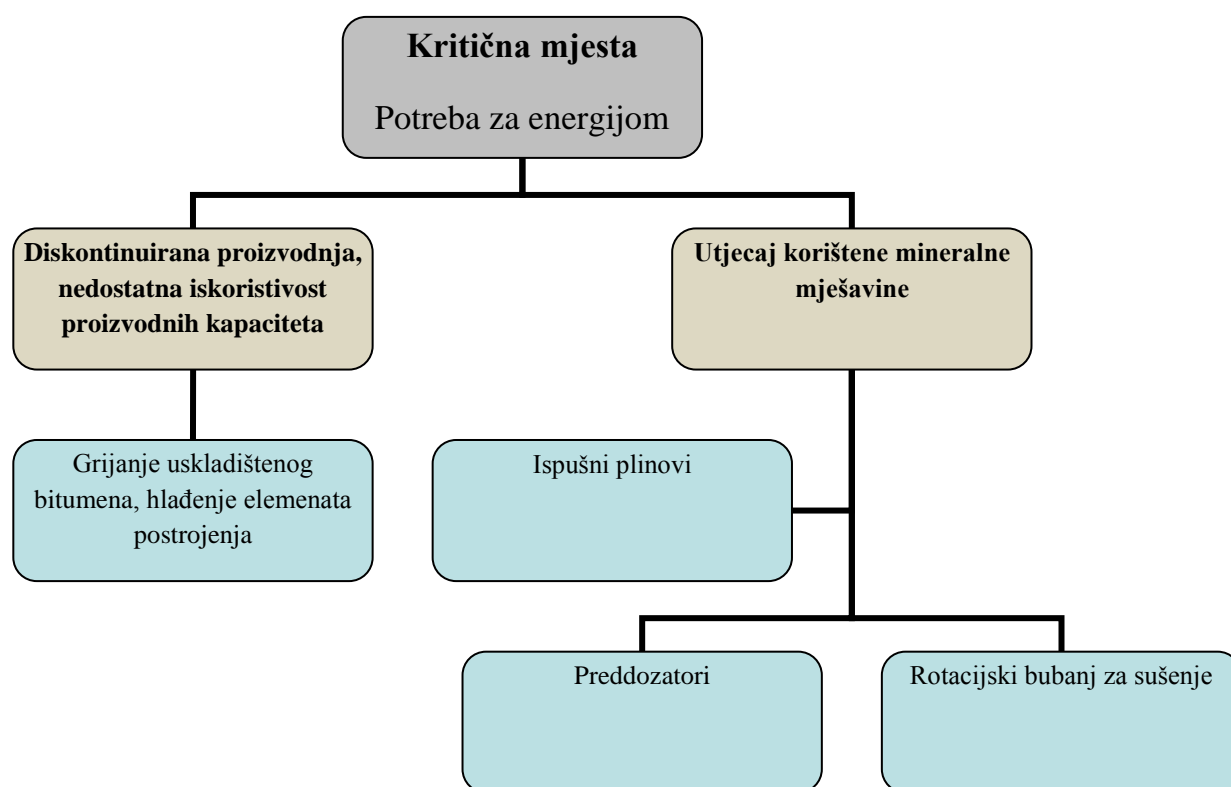 Kritična mjesta
Potreba za energijom
Diskontinuirana proizvodnja,
nedostatna iskoristivost
proizvodnih kapaciteta
Utjecaj korištene mineralne
mješavine
Grijanje uskladištenog
bitumena, hlađenje elemenata
postrojenja
Ispušni plinovi
Preddozatori
Rotacijski bubanj za sušenje